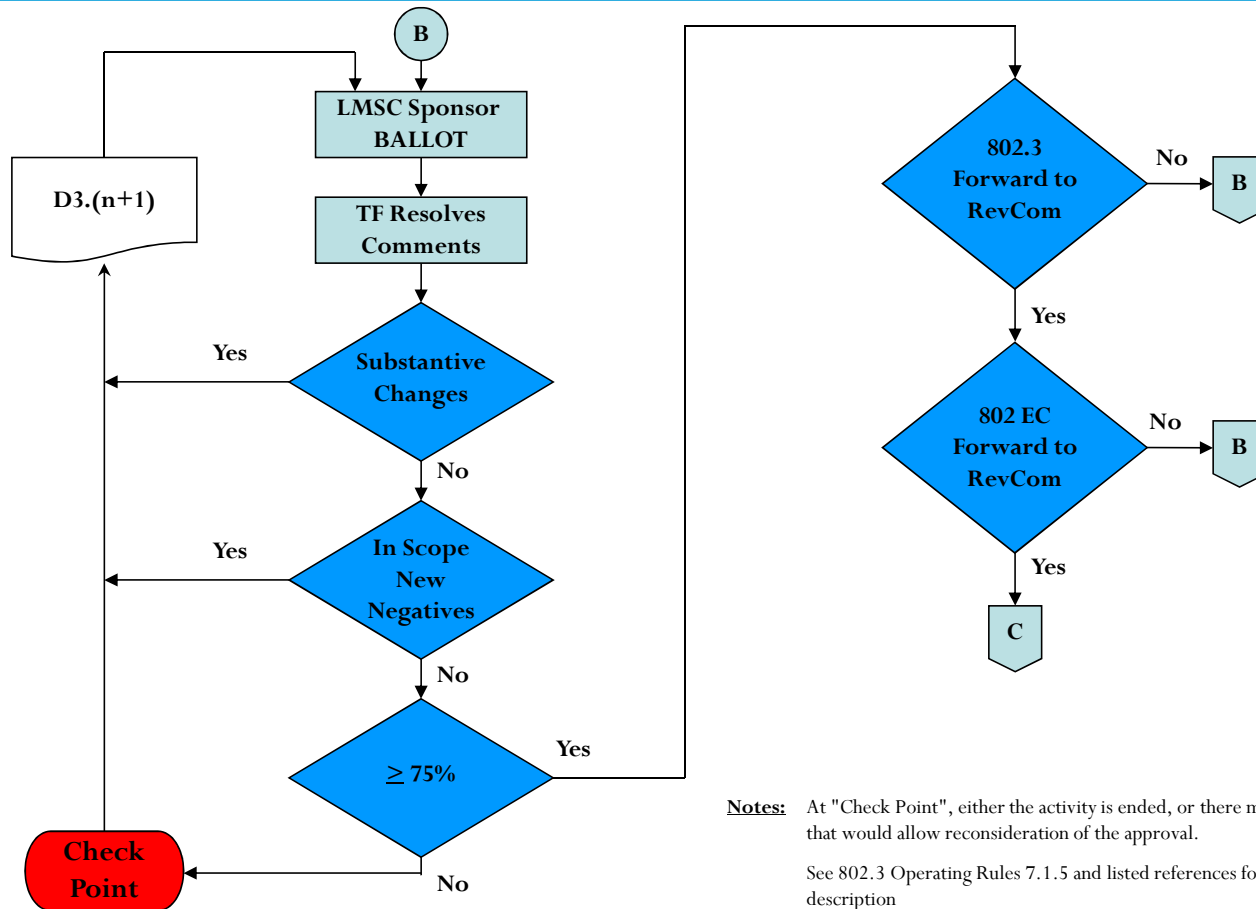 B
LMSC Sponsor
BALLOT
D3.(n+1)
TF Resolves
Comments
Yes
Substantive
Changes
No
Yes
In Scope
New
Negatives
No
≥ 75%
Yes
No
Check
Point
802.3
Forward to
RevCom
No
B
Yes
802 EC
Forward to
RevCom
No
B
Yes
C
Notes: At "Check Point", either the activity is ended, or there
that would allow reconsideration of the approval.
See 802.3 Operating Rules 7.1.5 and listed references
description